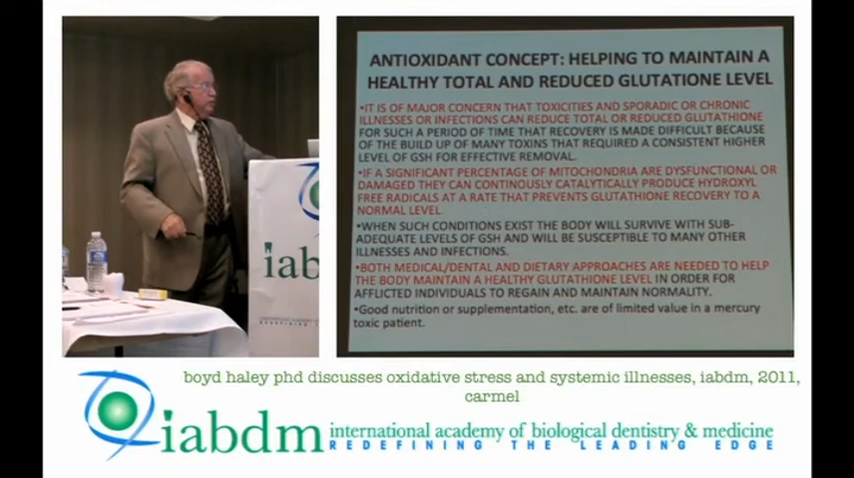 ANTIOXIDANT CONCEPT: HELPING TO MAINTAIN A
HEALTHY TOTAL AND REDUCED GLUTATIONE LEVEL
•IT IS OF MAJOR CONCERN THAT TOXICITIES AND SPORADIC OR CHRONIC
ILLNESSES OR INFECTIONS CAN REDUCE TOTAL OR REDUCED GLUTATHIONE
FOR SUCH A PERIOD OF TIME THAT RECOVERY IS MADE DIFFICULT BECAUSE
OF THE BUILD UP OF MANY TOXINS THAT REQUIRED A CONSISTENT HIGHER
LEVEL OF GSH FOR EFFECTIVE REMOVAL.
•IF A SIGNIFICANT PERCENTAGE OF MITOCHONDRIA ARE DYSFUNCTIONAL OR
DAMAGED THEY CAN CONTINOUSLY CATALYTICALLY PRODUCE HYDROXYL
FREE RADICALS AT A RATE THAT PREVENTS GLUTATHIONE RECOVERY TO A
NORMAL LEVEL.
•WHEN SUCH CONDITIONS EXIST THE BODY WILL SURVIVE WITH SUB-
ADEQUATE LEVELS OF GSH AND WILL BE SUSCEPTIBLE TO MANY OTHER
ILLNESSES AND INFECTIONS.
•BOTH MEDICAL/DENTAL AND DIETARY APPROACHES ARE NEEDED TO HELP
THE BODY MAINTAIN A HEALTHY GLUTATHIONE LEVEL IN ORDER FOR
AFFLICTED INDIVIDUALS TO REGAIN AND MAINTAIN NORMALITY.
•Good nutrition or supplementation, etc. are of limited value in a mercury
toxic patient.
iab
boyd haley phd discusses oxidative stress and systemic illnesses, iabdm, 2011,
carmel
iabdm
international academy of biological dentistry & medicine
REDEFINING THE LEADING EDGE